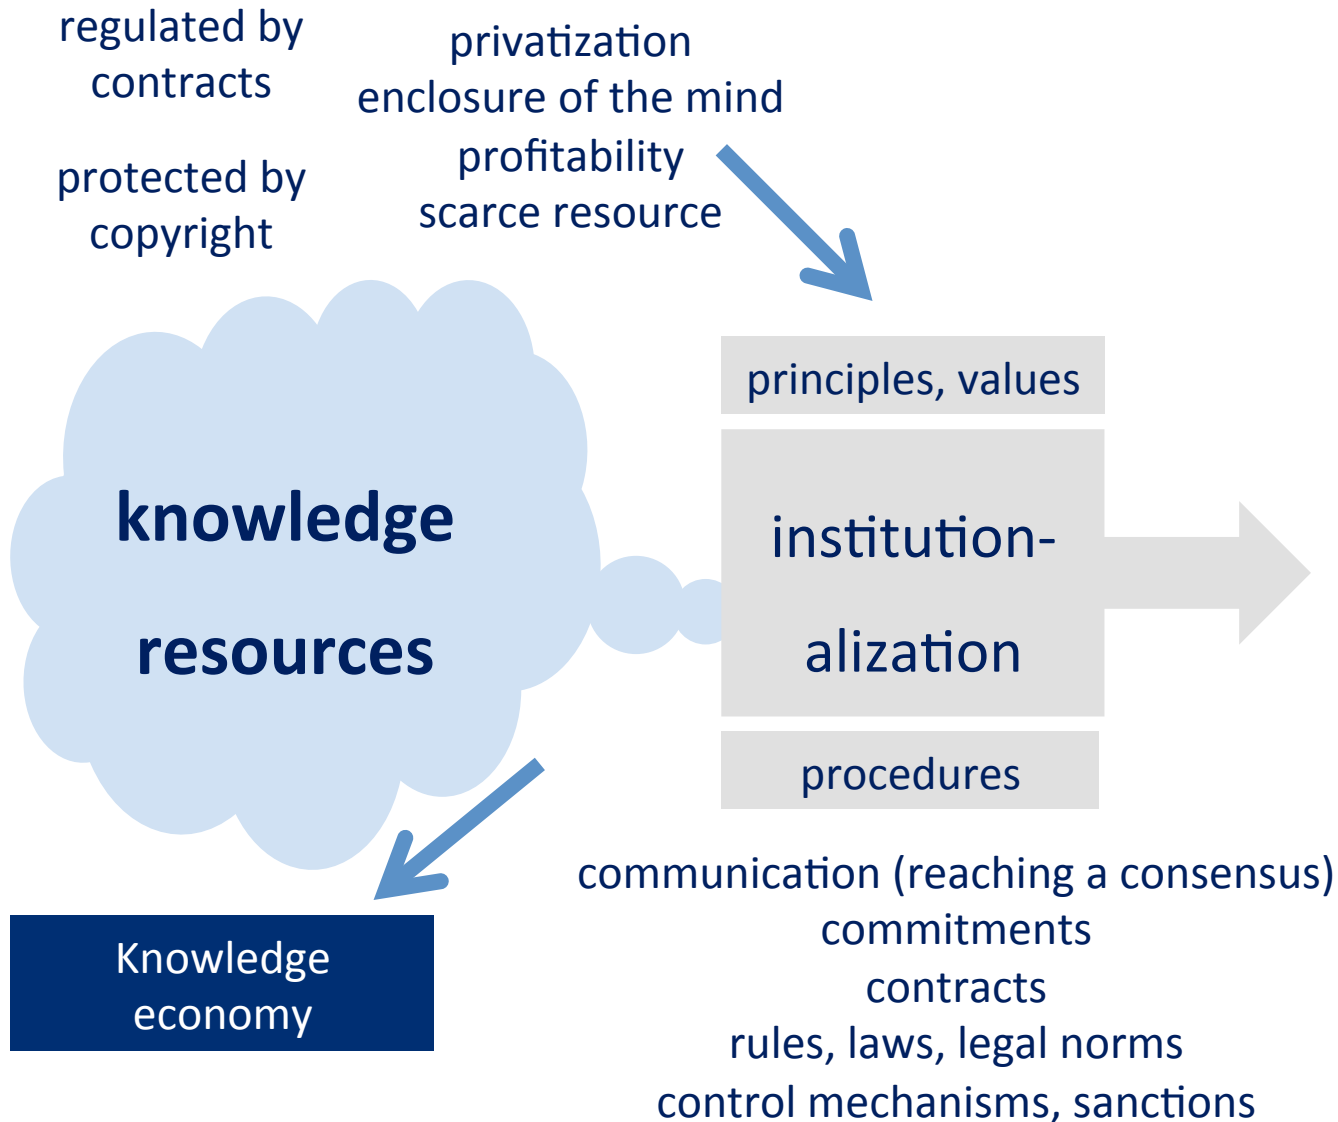 regulated by
contracts
protected by
copyright
privatization
enclosure of the mind
profitability
scarce resource
principles, values
knowledge
resources
institution-
alization
procedures
Knowledge
economy
communication (reaching a consensus)
commitments
contracts
rules, laws, legal norms
control mechanisms, sanctions